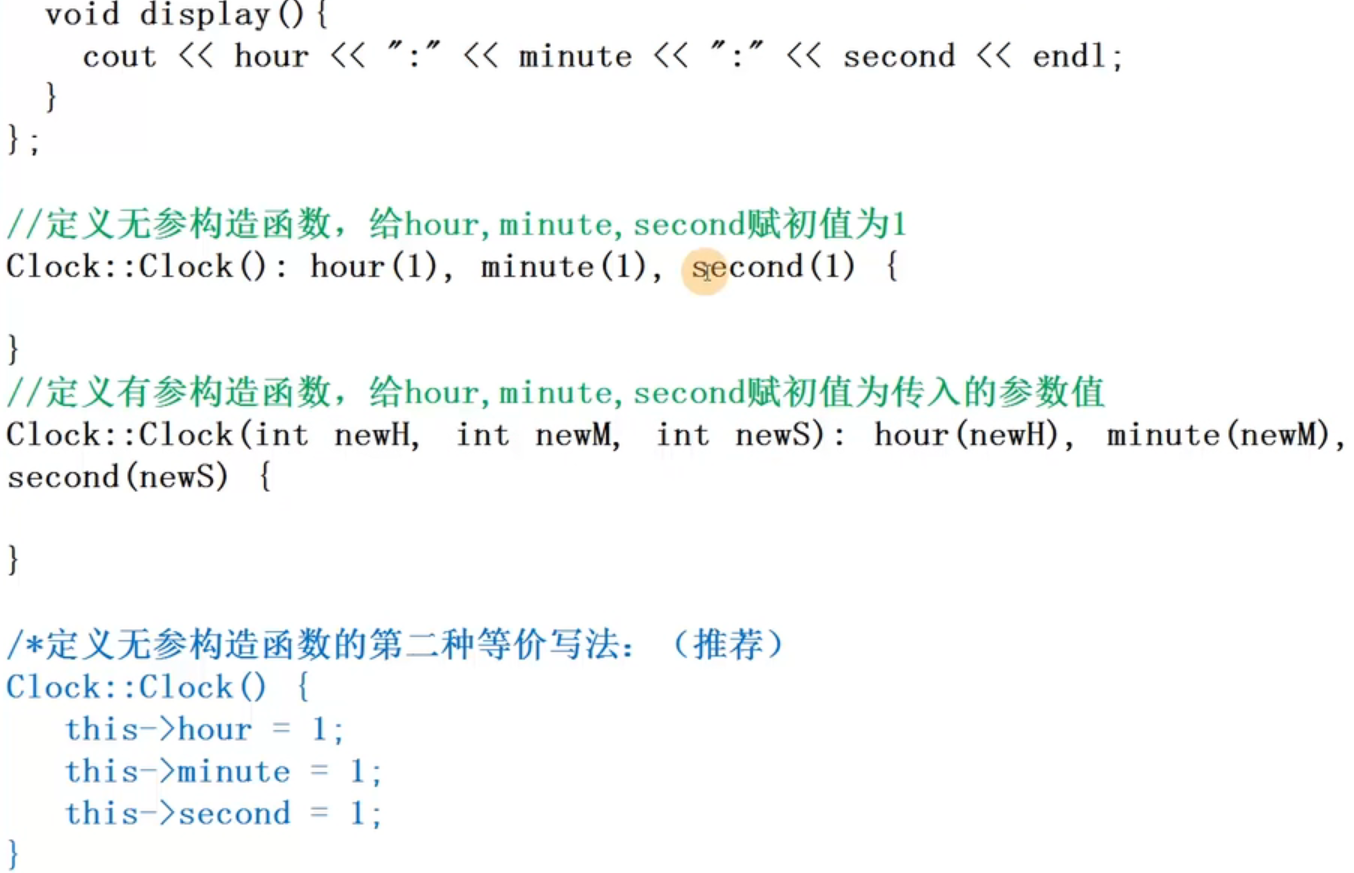 void display(){
cout << hour << ":" << minute << ":" << second << endl;
}
};
//定义无参构造函数，给hour,minute,second赋初值为1
Clock::Clock(): hour(1), minute(1), second(1) {
}
//定义有参构造函数，给hour,minute,second赋初值为传入的参数值
Clock::Clock(int newH, int newM, int newS): hour(newH), minute(newM),
second(newS) {
}
/*定义无参构造函数的第二种等价写法：（推荐）
Clock::Clock() {
this->hour = 1;
this->minute = 1;
this->second = 1;
}